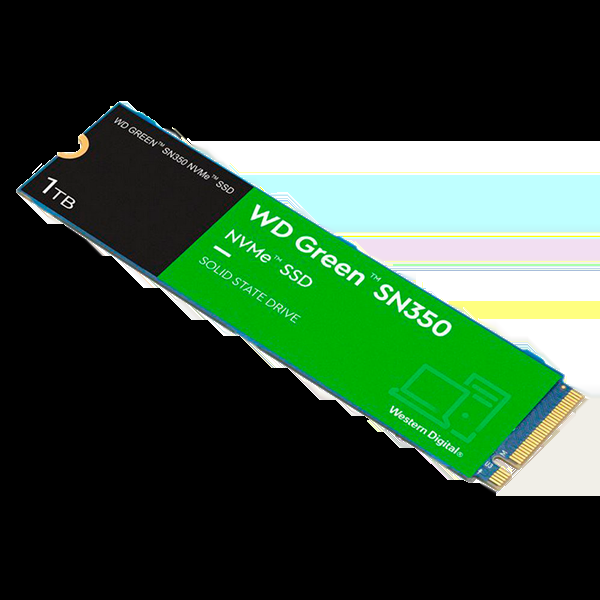 WD GREEN™ SN350 NVMe™ SSD
1TB
WD Green™ SN350
NVMe™ SSD
SOLID STATE DRIVE
Western Digital®